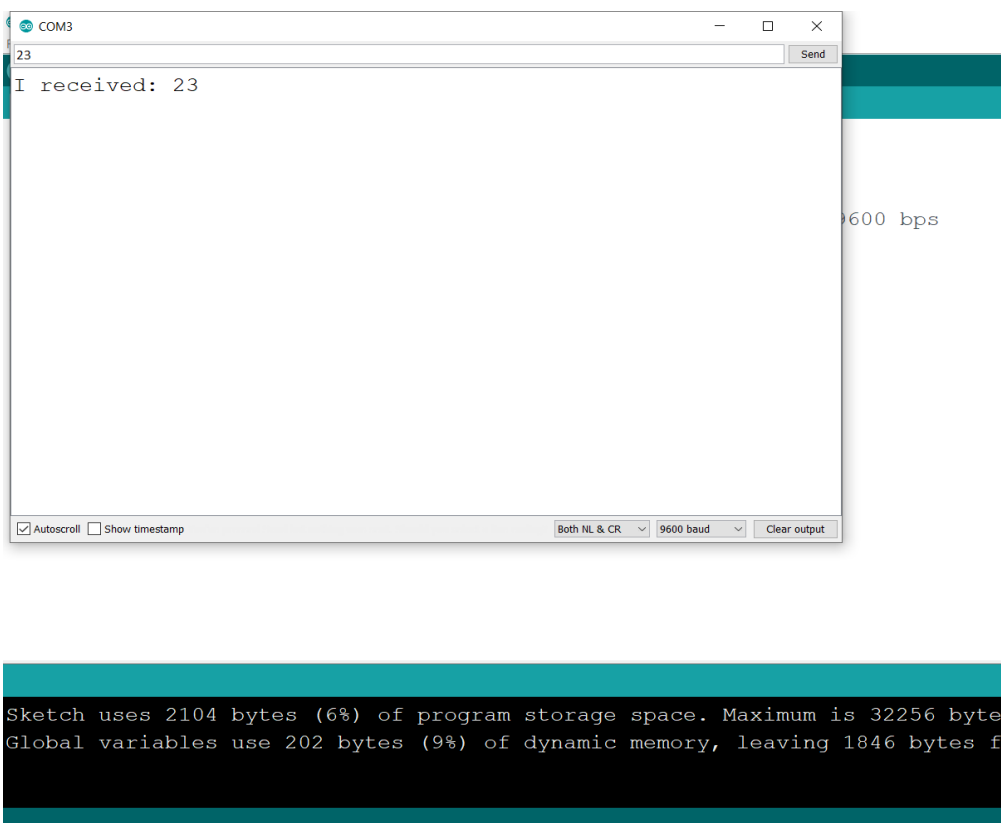 COM3
23
Send
I received: 23
9600 bps
Autoscroll
Show timestamp
Both NL & CR
9600 baud
Clear output
Sketch uses 2104 bytes (6%) of program storage space. Maximum is 32256 byte
Global variables use 202 bytes (9%) of dynamic memory, leaving 1846 bytes f